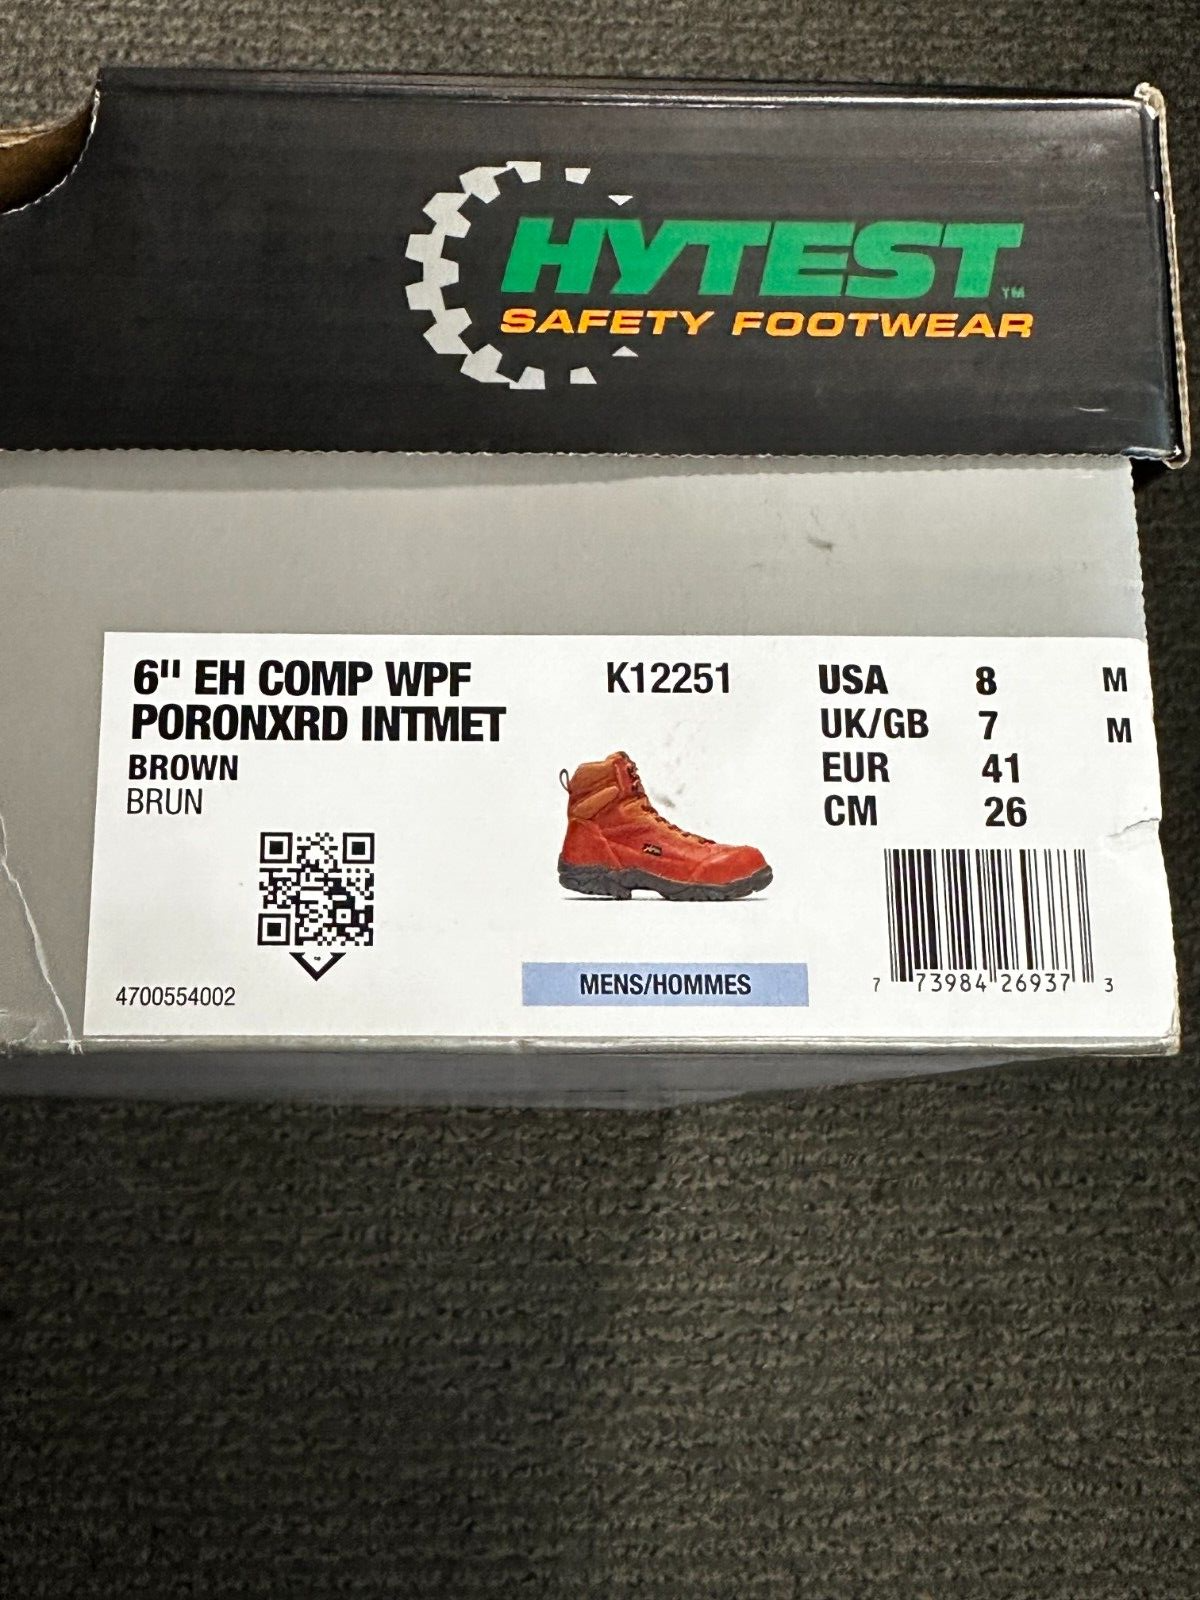 HYTEST™
SAFETY FOOTWEAR
6" EH COMP WPF
PORONXRD INTMET
BROWN
BRUN
4700554002
K12251
MENS/HOMMES
USA 8 M
UK/GB 7 M
EUR 41
CM 26
7 73984 26937 3